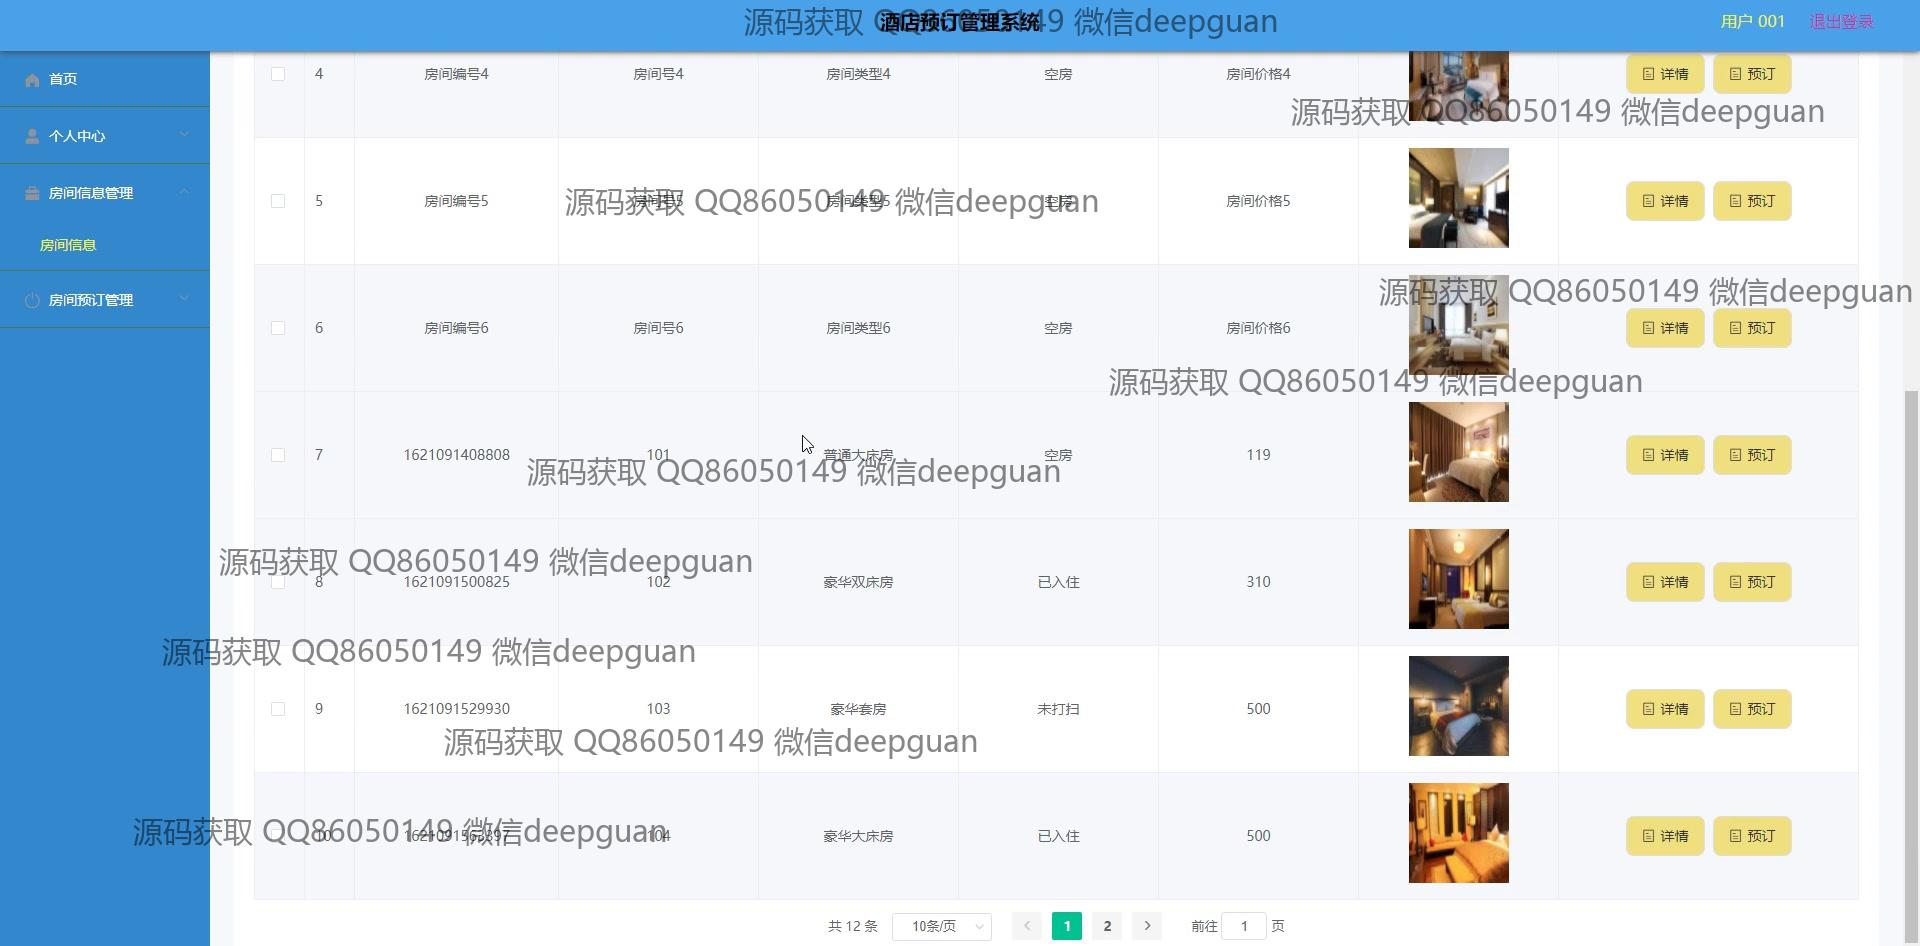 源码获取 QQ86050149 微信deepguan
酒店预订管理系统
用户 001
退出登录
首页
个人中心
房间信息管理
房间信息
房间预订管理
4 房间编号4 房间号4 房间类型4 空房 房间价格4 详情 预订
源码获取 QQ86050149 微信deepguan
5 房间编号5 房间号5 房间类型5 空房 房间价格5 详情 预订
源码获取 QQ86050149 微信deepguan
源码获取 QQ86050149 微信deepguan
6 房间编号6 房间号6 房间类型6 空房 房间价格6 详情 预订
源码获取 QQ86050149 微信deepguan
7 1621091408808 101 普通大床房 空房 119 详情 预订
源码获取 QQ86050149 微信deepguan
源码获取 QQ86050149 微信deepguan
8 1621091500825 102 豪华双床房 已入住 310 详情 预订
源码获取 QQ86050149 微信deepguan
9 1621091529930 103 豪华套房 未打扫 500 详情 预订
源码获取 QQ86050149 微信deepguan
源码获取 QQ86050149 微信deepguan
10 104 豪华大床房 已入住 500 详情 预订
共 12 条 10条/页 1 2 前往 1 页